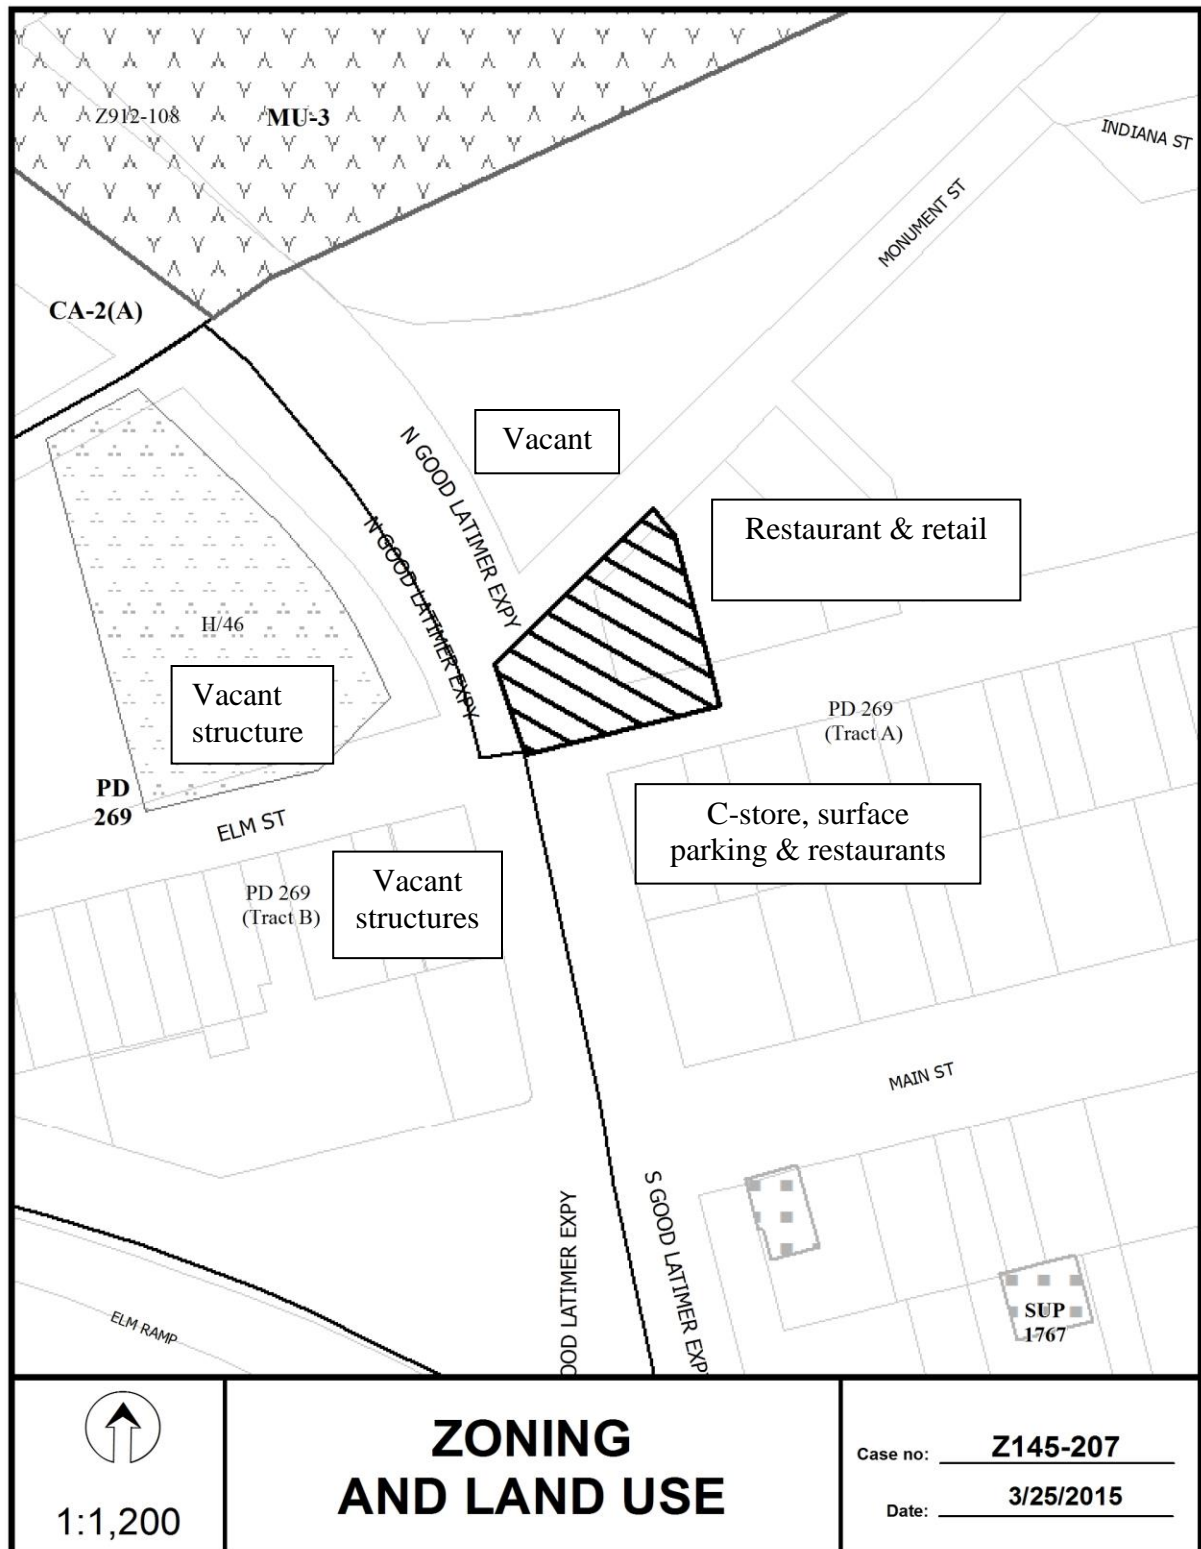 Z912-108
MU-3
INDIANA ST
MONUMENT ST
CA-2(A)
Vacant
N GOOD LATIMER EXPY
N GOOD LATIMER EXPY
Restaurant & retail
H/46
Vacant
structure
PD 269
(Tract A)
PD
269
ELM ST
C-store, surface
parking & restaurants
Vacant
structures
PD 269
(Tract B)
MAIN ST
S GOOD LATIMER EXPY
OOD LATIMER EXPY
ELM RAMP
SUP
1767
1:1,200
ZONING
AND LAND USE
Case no: Z145-207
Date: 3/25/2015